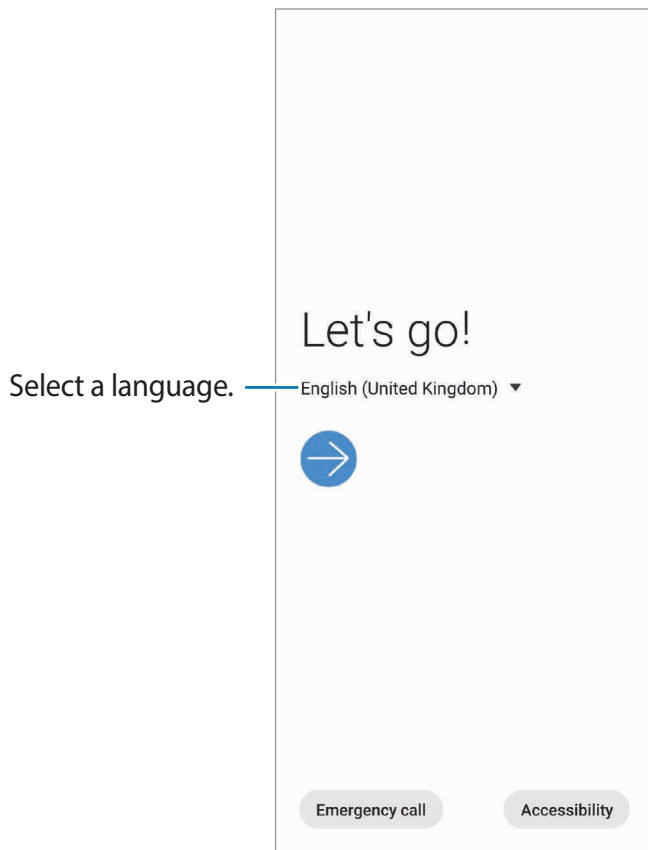 Let's go!
Select a language.
English (United Kingdom)
Emergency call
Accessibility